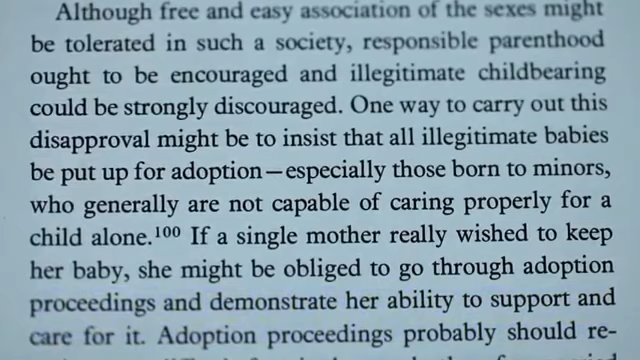 Although free and easy association of the sexes might
be tolerated in such a society, responsible parenthood
ought to be encouraged and illegitimate childbearing
could be strongly discouraged. One way to carry out this
disapproval might be to insist that all illegitimate babies
be put up for adoption—especially those born to minors,
who generally are not capable of caring properly for a
child alone.¹⁰⁰ If a single mother really wished to keep
her baby, she might be obliged to go through adoption
proceedings and demonstrate her ability to support and
care for it. Adoption proceedings probably should re-